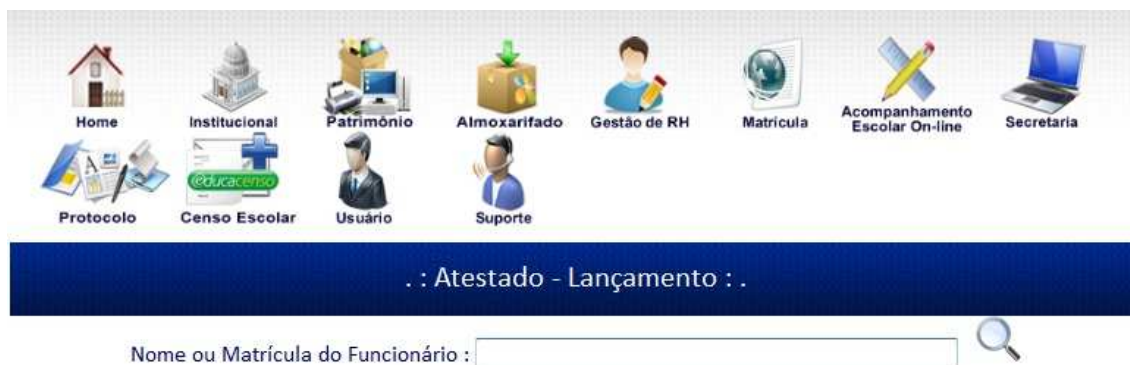 Home
Institucional
Patrimônio
Almoxarifado
Gestão de RH
Matrícula
Acompanhamento
Escolar On-line
Secretaria
Protocolo
educacenso
Censo Escolar
Usuário
Suporte
. : Atestado - Lançamento : .
Nome ou Matrícula do Funcionário :